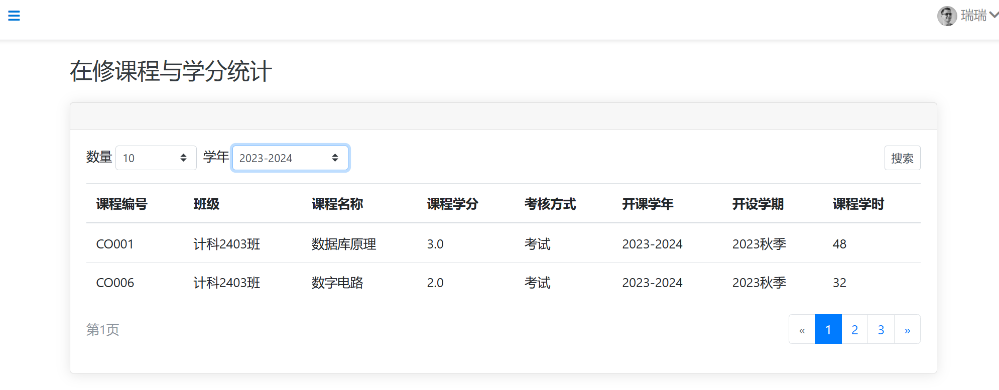 瑞瑞
在修课程与学分统计
数量 10 学年 2023-2024 搜索
课程编号 班级 课程名称 课程学分 考核方式 开课学年 开设学期 课程学时
CO001 计科2403班 数据库原理 3.0 考试 2023-2024 2023秋季 48
CO006 计科2403班 数字电路 2.0 考试 2023-2024 2023秋季 32
第1页 « 1 2 3 »